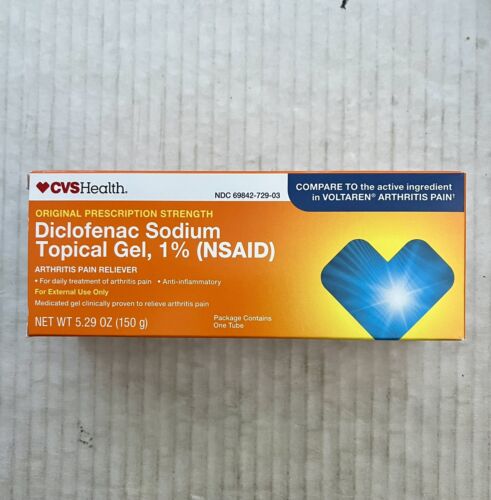 CVSHealth.
NDC 69842-729-03
COMPARE TO the active ingredient
in VOLTAREN® ARTHRITIS PAIN†
ORIGINAL PRESCRIPTION STRENGTH
Diclofenac Sodium
Topical Gel, 1% (NSAID)
ARTHRITIS PAIN RELIEVER
• For daily treatment of arthritis pain • Anti-inflammatory
For External Use Only
Medicated gel clinically proven to relieve arthritis pain
NET WT 5.29 OZ (150 g)
Package Contains
One Tube